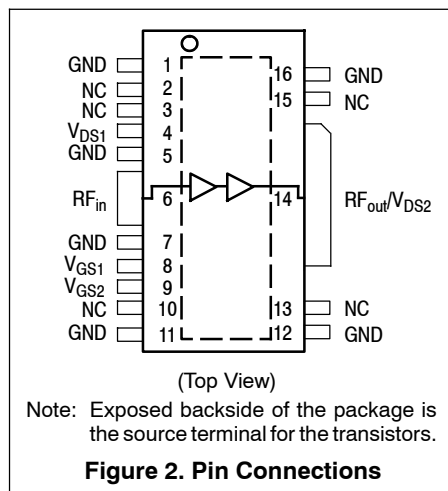 GND 1 16 GND
NC 2 15 NC
NC 3
VDS1 4
GND 5
RFin 6 14 RFout/VDS2
GND 7
VGS1 8
VGS2 9
NC 10 13 NC
GND 11 12 GND
(Top View)
Note: Exposed backside of the package is
the source terminal for the transistors.
Figure 2. Pin Connections